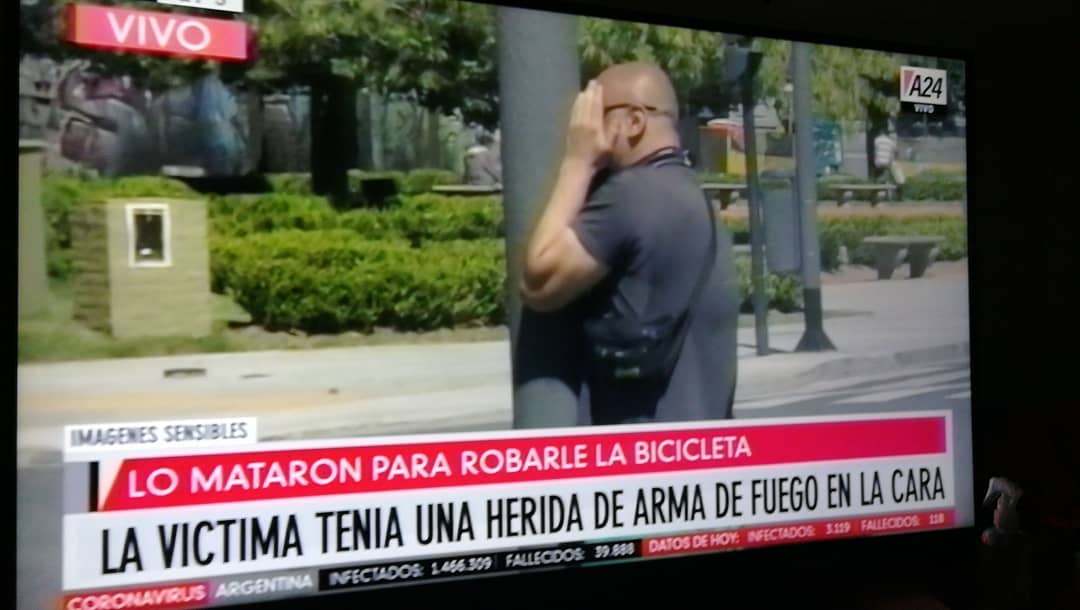 VIVO
A24
VIVO
IMAGENES SENSIBLES
LO MATARON PARA ROBARLE LA BICICLETA
LA VICTIMA TENIA UNA HERIDA DE ARMA DE FUEGO EN LA CARA
CORONAVIRUS ARGENTINA INFECTADOS: 1.466.309 FALLECIDOS: 39.888 DATOS DE HOY: INFECTADOS: 3.119 FALLECIDOS: 118